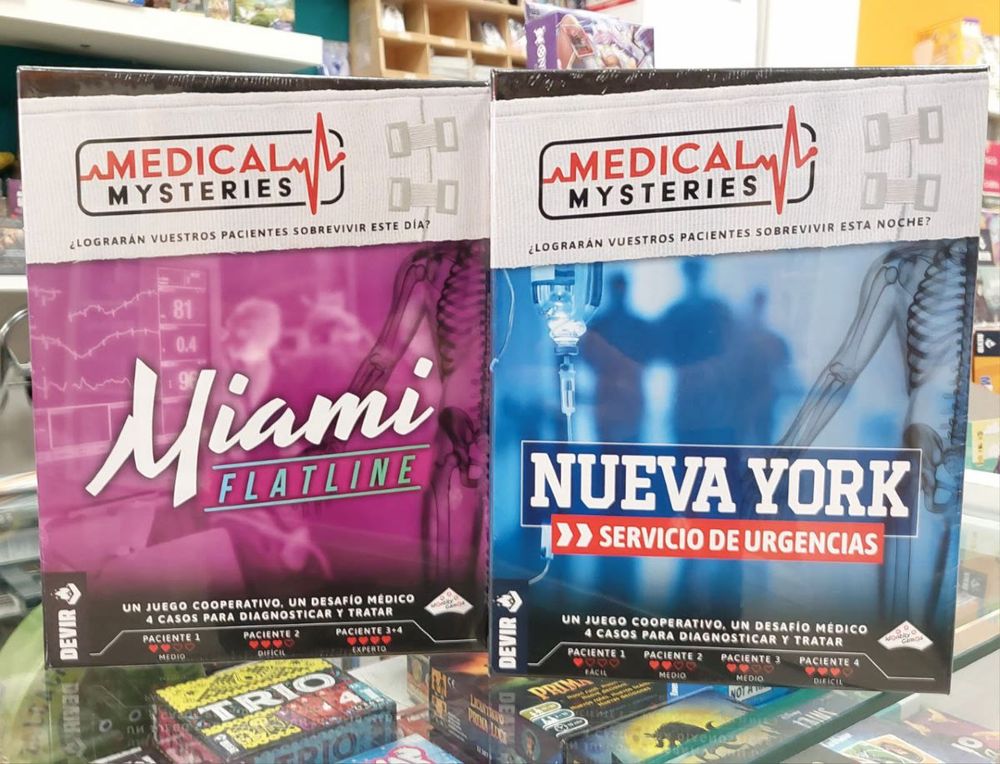 MEDICAL
MYSTERIES
¿LOGRARÁN VUESTROS PACIENTES SOBREVIVIR ESTE DÍA?
81
0.4
Miami
FLATLINE
DEVIR
UN JUEGO COOPERATIVO, UN DESAFÍO MÉDICO
4 CASOS PARA DIAGNOSTICAR Y TRATAR
PACIENTE 1
MEDIO
PACIENTE 2
DIFÍCIL
PACIENTE 3+4
EXPERTO
MEDICAL
MYSTERIES
¿LOGRARÁN VUESTROS PACIENTES SOBREVIVIR ESTA NOCHE?
NUEVA YORK
SERVICIO DE URGENCIAS
DEVIR
UN JUEGO COOPERATIVO, UN DESAFÍO MÉDICO
4 CASOS PARA DIAGNOSTICAR Y TRATAR
PACIENTE 1
FÁCIL
PACIENTE 2
MEDIO
PACIENTE 3
MEDIO
PACIENTE 4
DIFÍCIL
TRIO